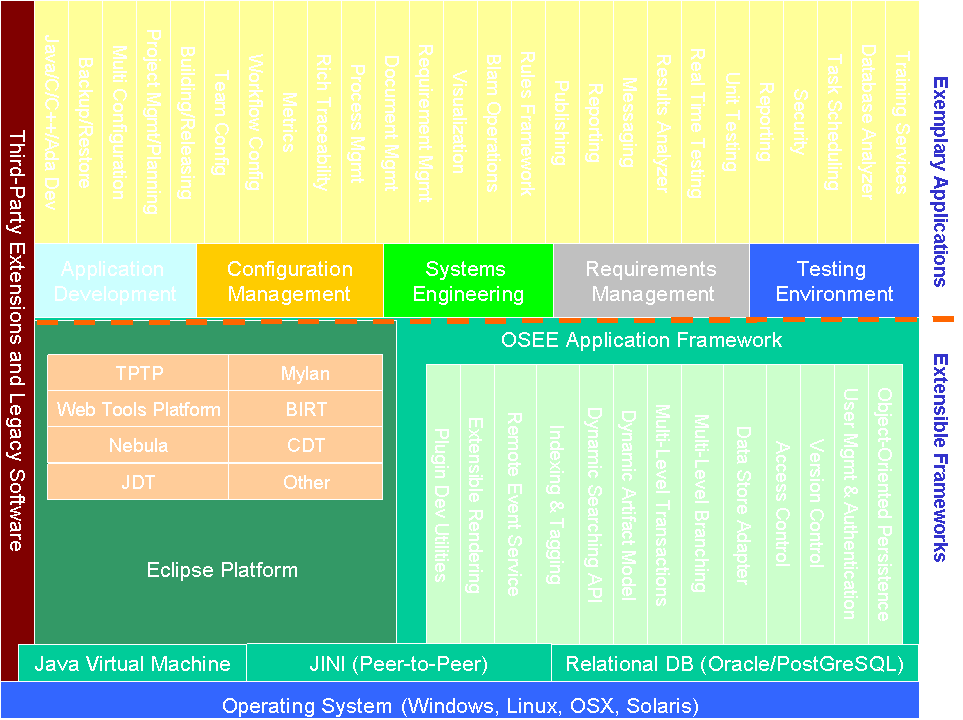 Third-Party Extensions and Legacy Software
Java/C/C++/Ada Dev
Backup/Restore
Multi Configuration
Project Mgmt/Planning
Building/Releasing
Team Config
Workflow Config
Metrics
Rich Traceability
Process Mgmt
Document Mgmt
Requirement Mgmt
Visualization
Blam Operations
Rules Framework
Publishing
Reporting
Messaging
Results Analyzer
Real Time Testing
Unit Testing
Reporting
Security
Task Scheduling
Database Analyzer
Training Services
Exemplary Applications
Application
Development
Configuration
Management
Systems
Engineering
Requirements
Management
Testing
Environment
OSEE Application Framework
Extensible Frameworks
TPTP
Mylan
Web Tools Platform
BIRT
Nebula
CDT
JDT
Other
Eclipse Platform
Plugin Dev Utilities
Extensible Rendering
Remote Event Service
Indexing & Tagging
Dynamic Searching API
Dynamic Artifact Model
Multi-Level Transactions
Multi-Level Branching
Data Store Adapter
Access Control
Version Control
User Mgmt & Authentication
Object-Oriented Persistence
Java Virtual Machine
JINI (Peer-to-Peer)
Relational DB (Oracle/PostGreSQL)
Operating System (Windows, Linux, OSX, Solaris)